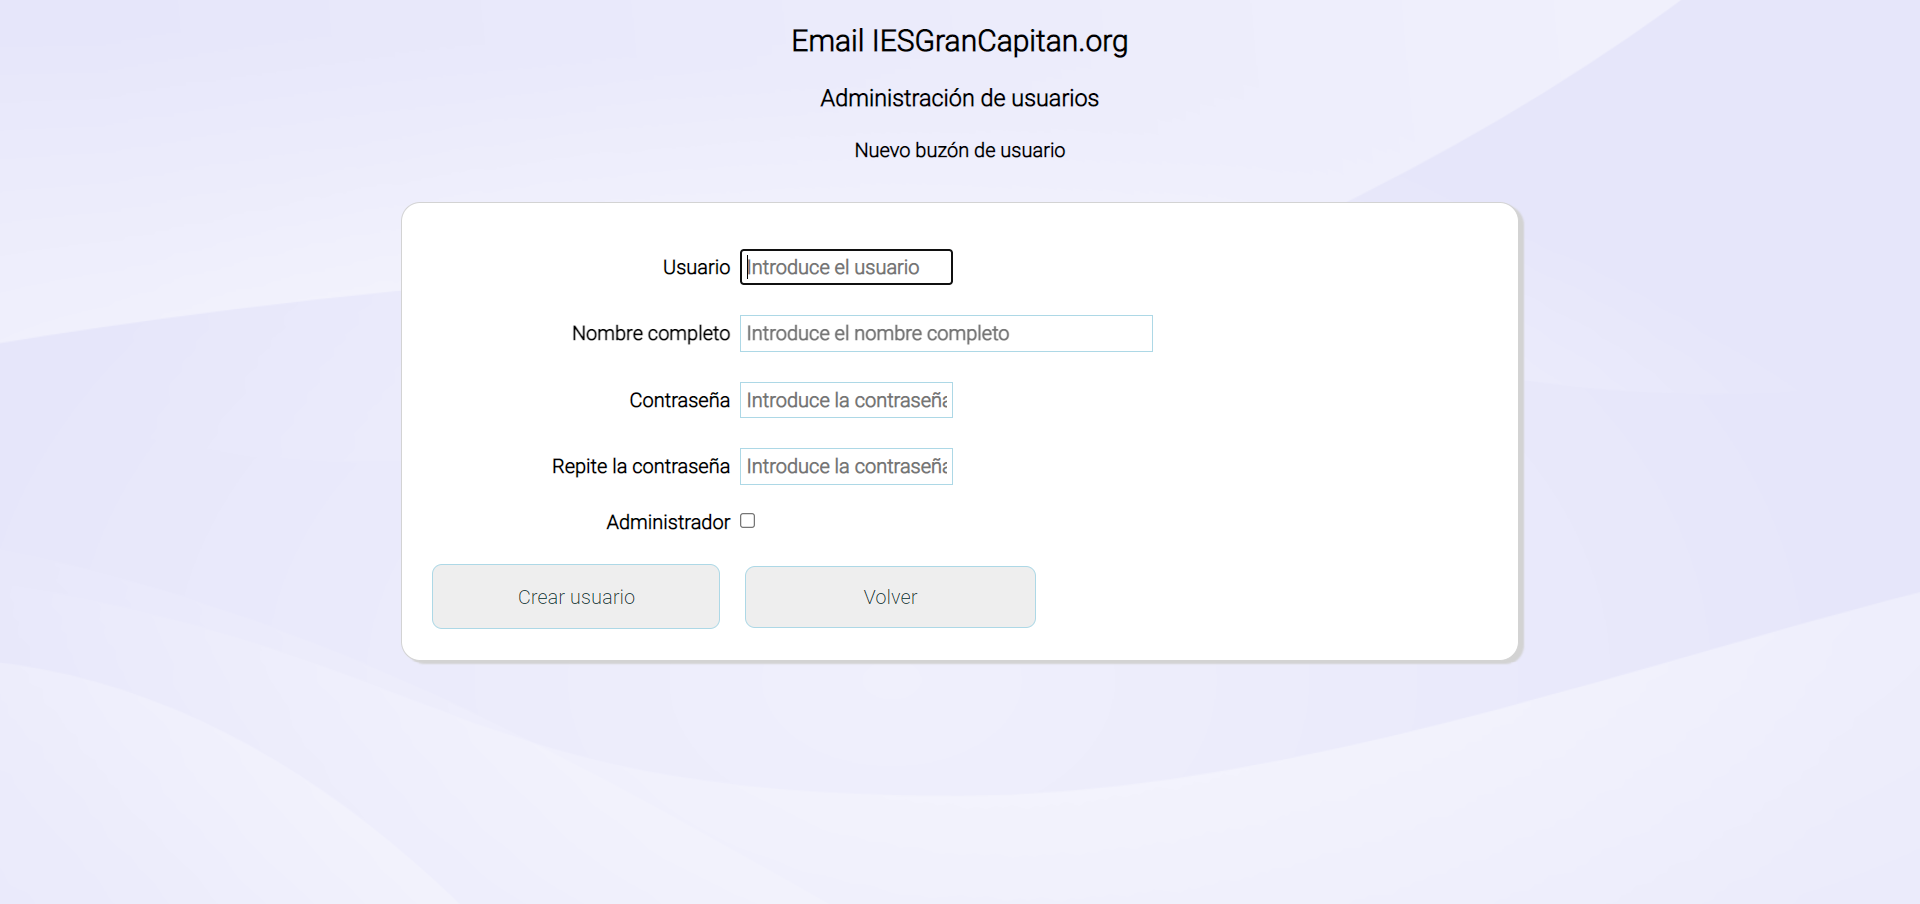 Email IESGranCapitan.org
Administración de usuarios
Nuevo buzón de usuario
Usuario Introduce el usuario
Nombre completo Introduce el nombre completo
Contraseña Introduce la contraseña
Repite la contraseña Introduce la contraseña
Administrador
Crear usuario Volver